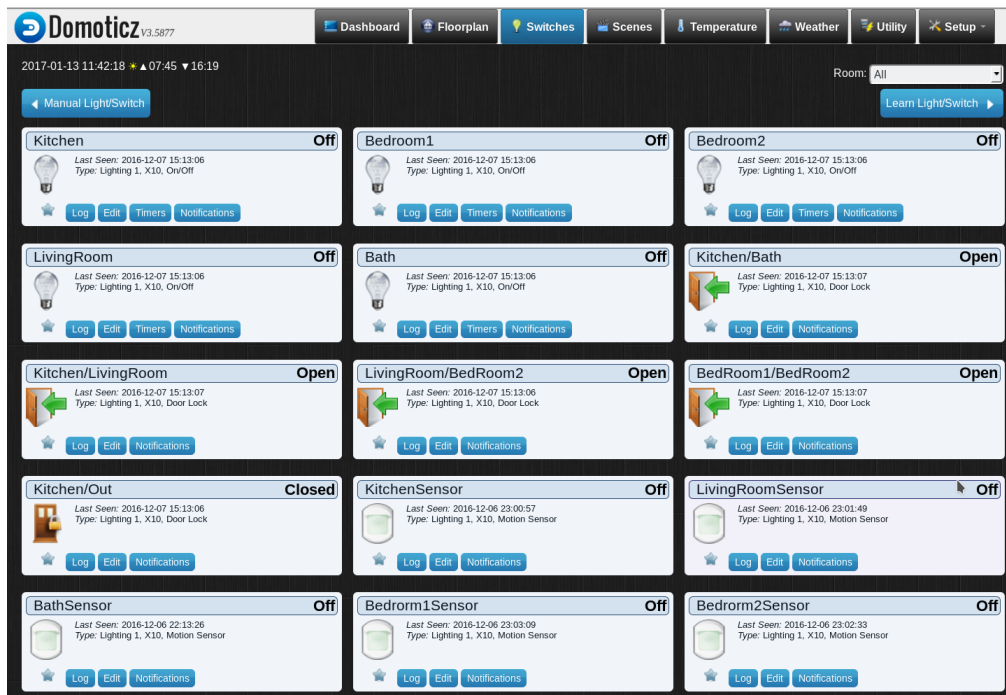 Domoticz V3.5877
Dashboard Floorplan Switches Scenes Temperature Weather Utility Setup
2017-01-13 11:42:18 ☀ ▲07:45 ▼16:19
Room: All
Manual Light/Switch
Learn Light/Switch
Kitchen Off
Last Seen: 2016-12-07 15:13:06
Type: Lighting 1, X10, On/Off
Log Edit Timers Notifications
Bedroom1 Off
Last Seen: 2016-12-07 15:13:06
Type: Lighting 1, X10, On/Off
Log Edit Timers Notifications
Bedroom2 Off
Last Seen: 2016-12-07 15:13:06
Type: Lighting 1, X10, On/Off
Log Edit Timers Notifications
LivingRoom Off
Last Seen: 2016-12-07 15:13:06
Type: Lighting 1, X10, On/Off
Log Edit Timers Notifications
Bath Off
Last Seen: 2016-12-07 15:13:06
Type: Lighting 1, X10, On/Off
Log Edit Timers Notifications
Kitchen/Bath Open
Last Seen: 2016-12-07 15:13:07
Type: Lighting 1, X10, Door Lock
Log Edit Notifications
Kitchen/LivingRoom Open
Last Seen: 2016-12-07 15:13:07
Type: Lighting 1, X10, Door Lock
Log Edit Notifications
LivingRoom/BedRoom2 Open
Last Seen: 2016-12-07 15:13:06
Type: Lighting 1, X10, Door Lock
Log Edit Notifications
BedRoom1/BedRoom2 Open
Last Seen: 2016-12-07 15:13:07
Type: Lighting 1, X10, Door Lock
Log Edit Notifications
Kitchen/Out Closed
Last Seen: 2016-12-07 15:13:06
Type: Lighting 1, X10, Door Lock
Log Edit Notifications
KitchenSensor Off
Last Seen: 2016-12-06 23:00:57
Type: Lighting 1, X10, Motion Sensor
Log Edit Notifications
LivingRoomSensor Off
Last Seen: 2016-12-06 23:01:49
Type: Lighting 1, X10, Motion Sensor
Log Edit Notifications
BathSensor Off
Last Seen: 2016-12-06 22:13:26
Type: Lighting 1, X10, Motion Sensor
Log Edit Notifications
Bedrorm1Sensor Off
Last Seen: 2016-12-06 23:03:09
Type: Lighting 1, X10, Motion Sensor
Log Edit Notifications
Bedrorm2Sensor Off
Last Seen: 2016-12-06 23:02:33
Type: Lighting 1, X10, Motion Sensor
Log Edit Notifications